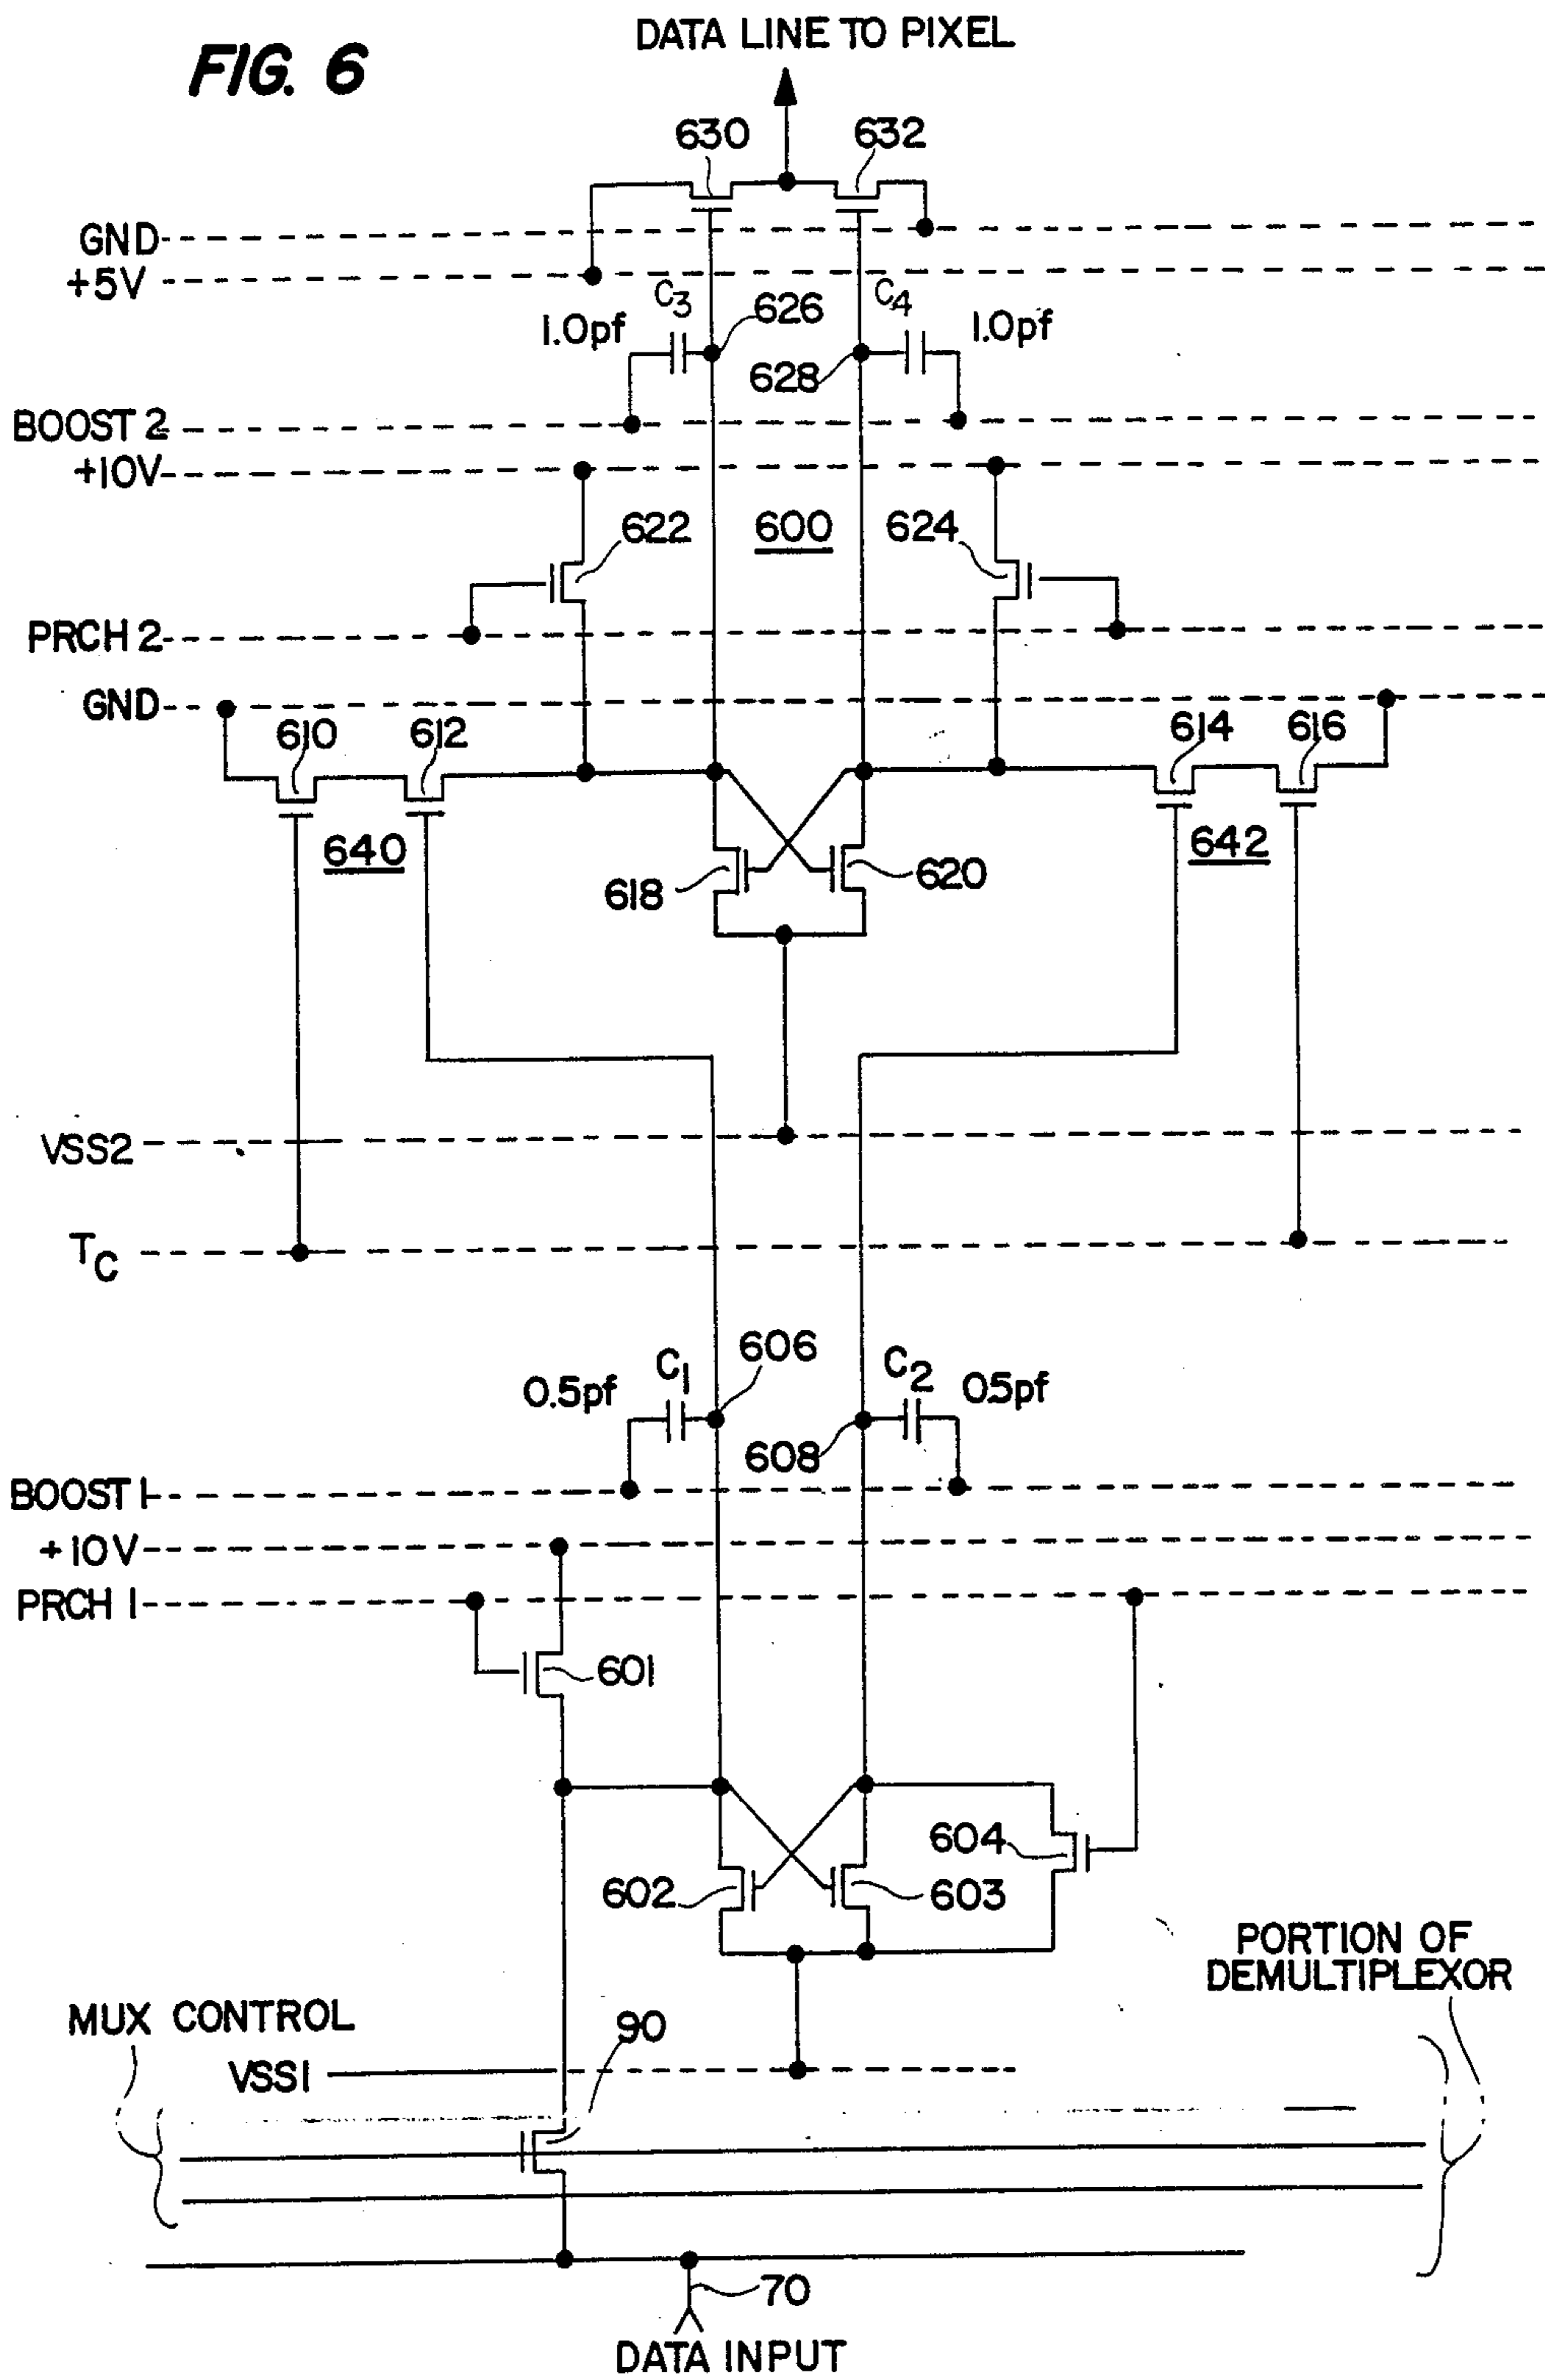 FIG. 6
DATA LINE TO PIXEL
630
632
GND
+5V
C3
C4
1.0pf
626
1.0pf
628
BOOST 2
+10V
622
600
624
PRCH 2
GND
610
612
614
616
640
642
618
620
VSS2
TC
606
0.5pf
C1
C2
05pf
608
BOOST 1
+10V
PRCH 1
601
604
602
603
PORTION OF
DEMULTIPLEXOR
MUX CONTROL
90
VSS1
70
DATA INPUT